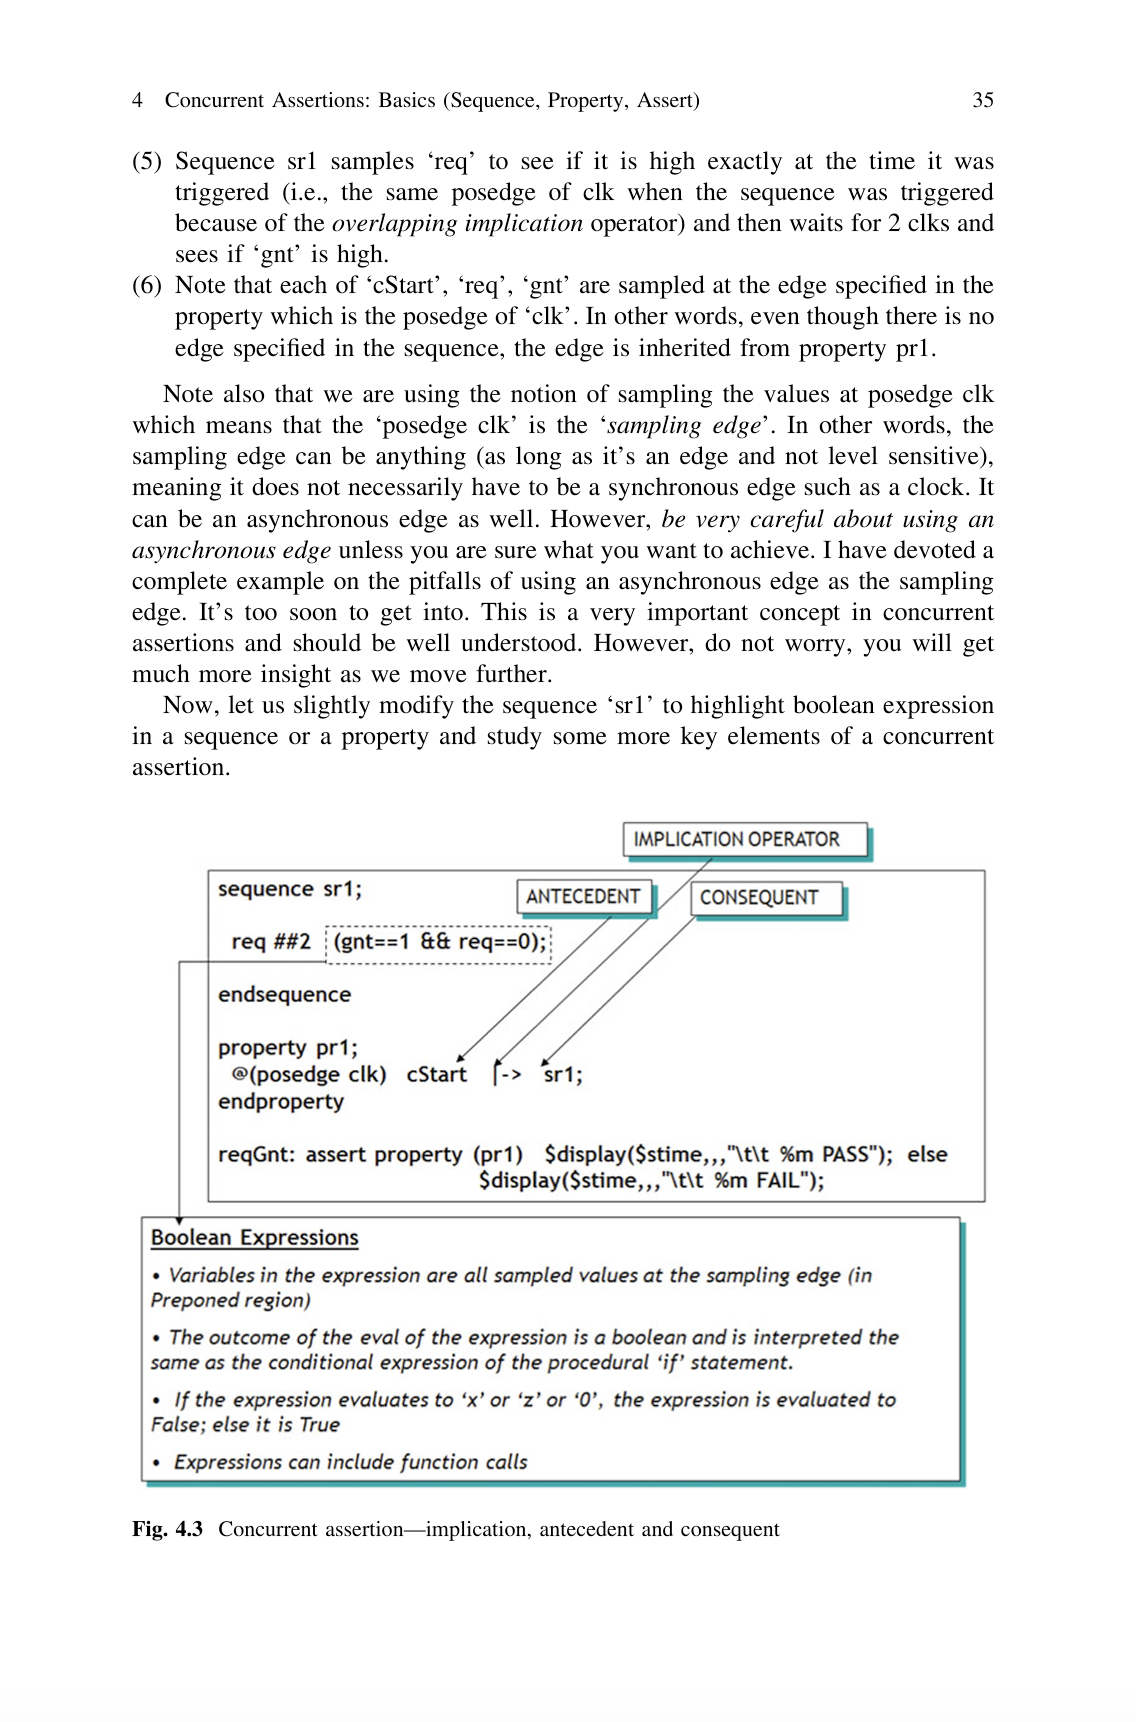 4 Concurrent Assertions: Basics (Sequence, Property, Assert) 35
(5) Sequence sr1 samples ‘req’ to see if it is high exactly at the time it was
triggered (i.e., the same posedge of clk when the sequence was triggered
because of the overlapping implication operator) and then waits for 2 clks and
sees if ‘gnt’ is high.
(6) Note that each of ‘cStart’, ‘req’, ‘gnt’ are sampled at the edge specified in the
property which is the posedge of ‘clk’. In other words, even though there is no
edge specified in the sequence, the edge is inherited from property pr1.
Note also that we are using the notion of sampling the values at posedge clk
which means that the ‘posedge clk’ is the ‘sampling edge’. In other words, the
sampling edge can be anything (as long as it’s an edge and not level sensitive),
meaning it does not necessarily have to be a synchronous edge such as a clock. It
can be an asynchronous edge as well. However, be very careful about using an
asynchronous edge unless you are sure what you want to achieve. I have devoted a
complete example on the pitfalls of using an asynchronous edge as the sampling
edge. It’s too soon to get into. This is a very important concept in concurrent
assertions and should be well understood. However, do not worry, you will get
much more insight as we move further.
Now, let us slightly modify the sequence ‘sr1’ to highlight boolean expression
in a sequence or a property and study some more key elements of a concurrent
assertion.
IMPLICATION OPERATOR
sequence sr1;
ANTECEDENT
CONSEQUENT
req ##2 (gnt==1 && req==0);
endsequence
property pr1;
@(posedge clk) cStart |-> sr1;
endproperty
reqGnt: assert property (pr1) $display($stime,,,"\t\t %m PASS"); else
$display($stime,,,"\t\t %m FAIL");
Boolean Expressions
• Variables in the expression are all sampled values at the sampling edge (in
Preponed region)
• The outcome of the eval of the expression is a boolean and is interpreted the
same as the conditional expression of the procedural ‘if’ statement.
• If the expression evaluates to ‘x’ or ‘z’ or ‘0’, the expression is evaluated to
False; else it is True
• Expressions can include function calls
Fig. 4.3 Concurrent assertion—implication, antecedent and consequent